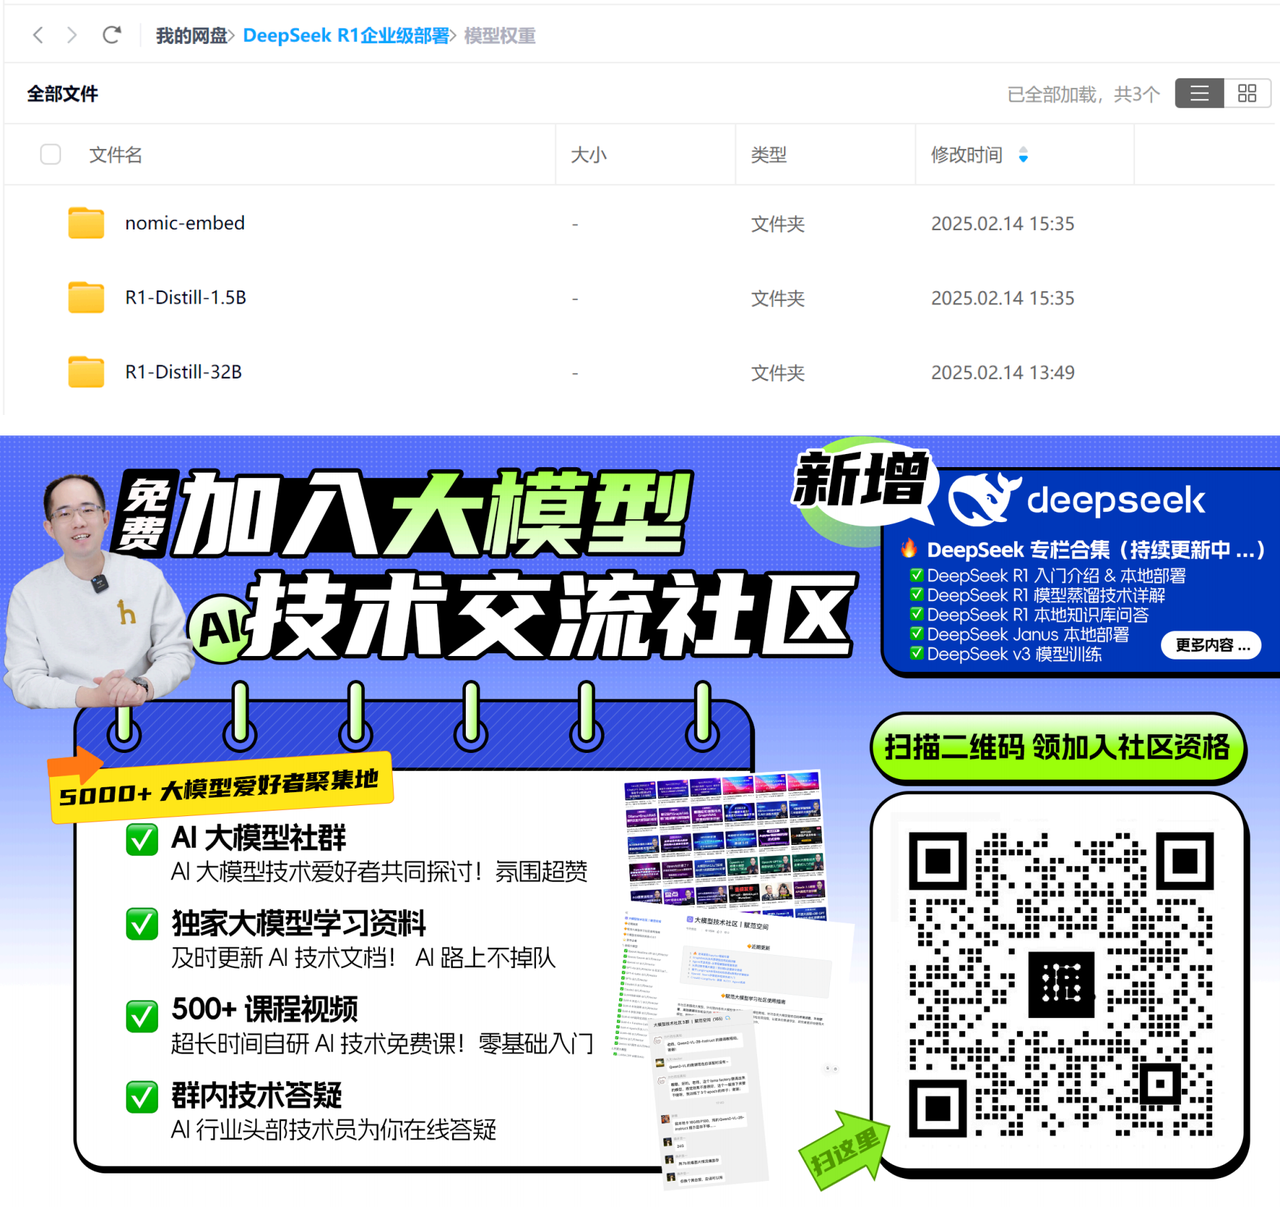 我的网盘> DeepSeek R1企业级部署> 模型权重
全部文件
已全部加载，共3个
文件名 大小 类型 修改时间
nomic-embed - 文件夹 2025.02.14 15:35
R1-Distill-1.5B - 文件夹 2025.02.14 15:35
R1-Distill-32B - 文件夹 2025.02.14 13:49
免费
加入大模型
AI技术交流社区
新增
deepseek
DeepSeek 专栏合集（持续更新中 ...）
DeepSeek R1 入门介绍 & 本地部署
DeepSeek R1 模型蒸馏技术详解
DeepSeek R1 本地知识库问答
DeepSeek Janus 本地部署
DeepSeek v3 模型训练
更多内容 ...
5000+ 大模型爱好者聚集地
AI 大模型社群
AI 大模型技术爱好者共同探讨！氛围超赞
独家大模型学习资料
及时更新 AI 技术文档！ AI 路上不掉队
500+ 课程视频
超长时间自研 AI 技术免费课！零基础入门
群内技术答疑
AI 行业头部技术员为你在线答疑
大模型技术社区 | 赋范空间
扫描二维码 领加入社区资格
扫这里